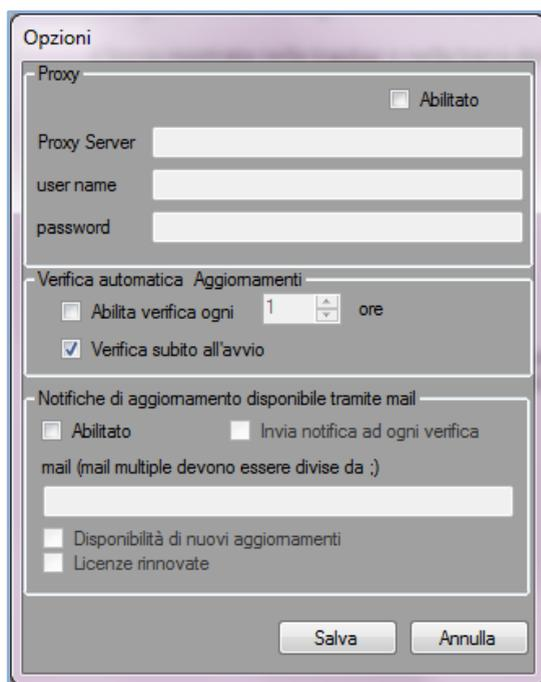 Opzioni
Proxy
Abilitato
Proxy Server
user name
password
Verifica automatica Aggiornamenti
Abilita verifica ogni 1 ore
Verifica subito all'avvio
Notifiche di aggiornamento disponibile tramite mail
Abilitato Invia notifica ad ogni verifica
mail (mail multiple devono essere divise da ;)
Disponibilità di nuovi aggiornamenti
Licenze rinnovate
Salva Annulla